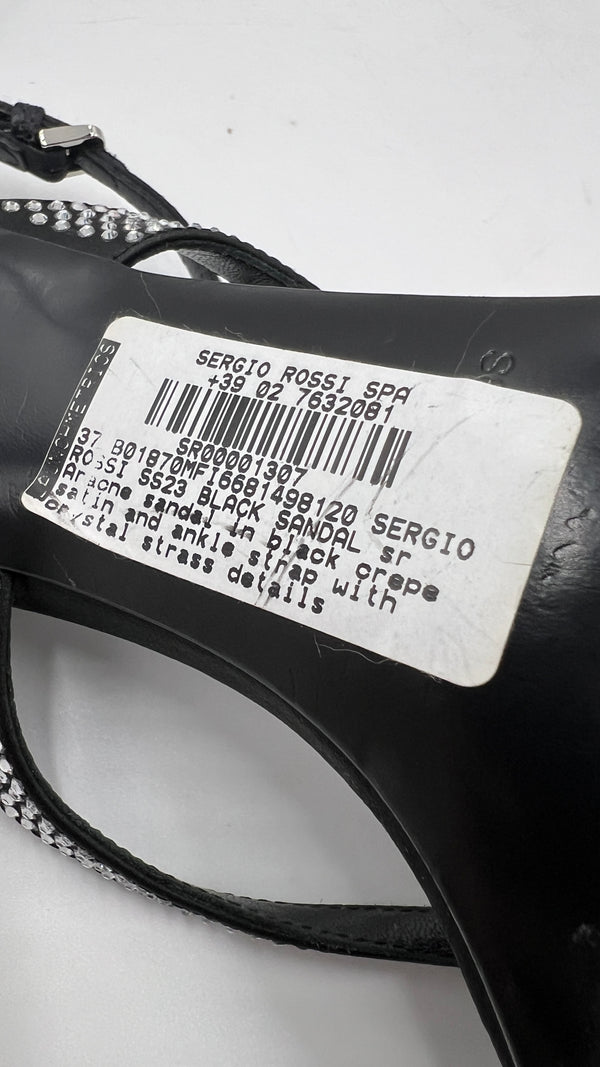 SERGIO ROSSI SPA
+39 02 7632081
SR00001307
37 B01870MFI6681498120 SERGIO
ROSSI SS23 BLACK SANDAL sr
Aracne sandal in black crepe
satin and ankle strap with
crystal strass details